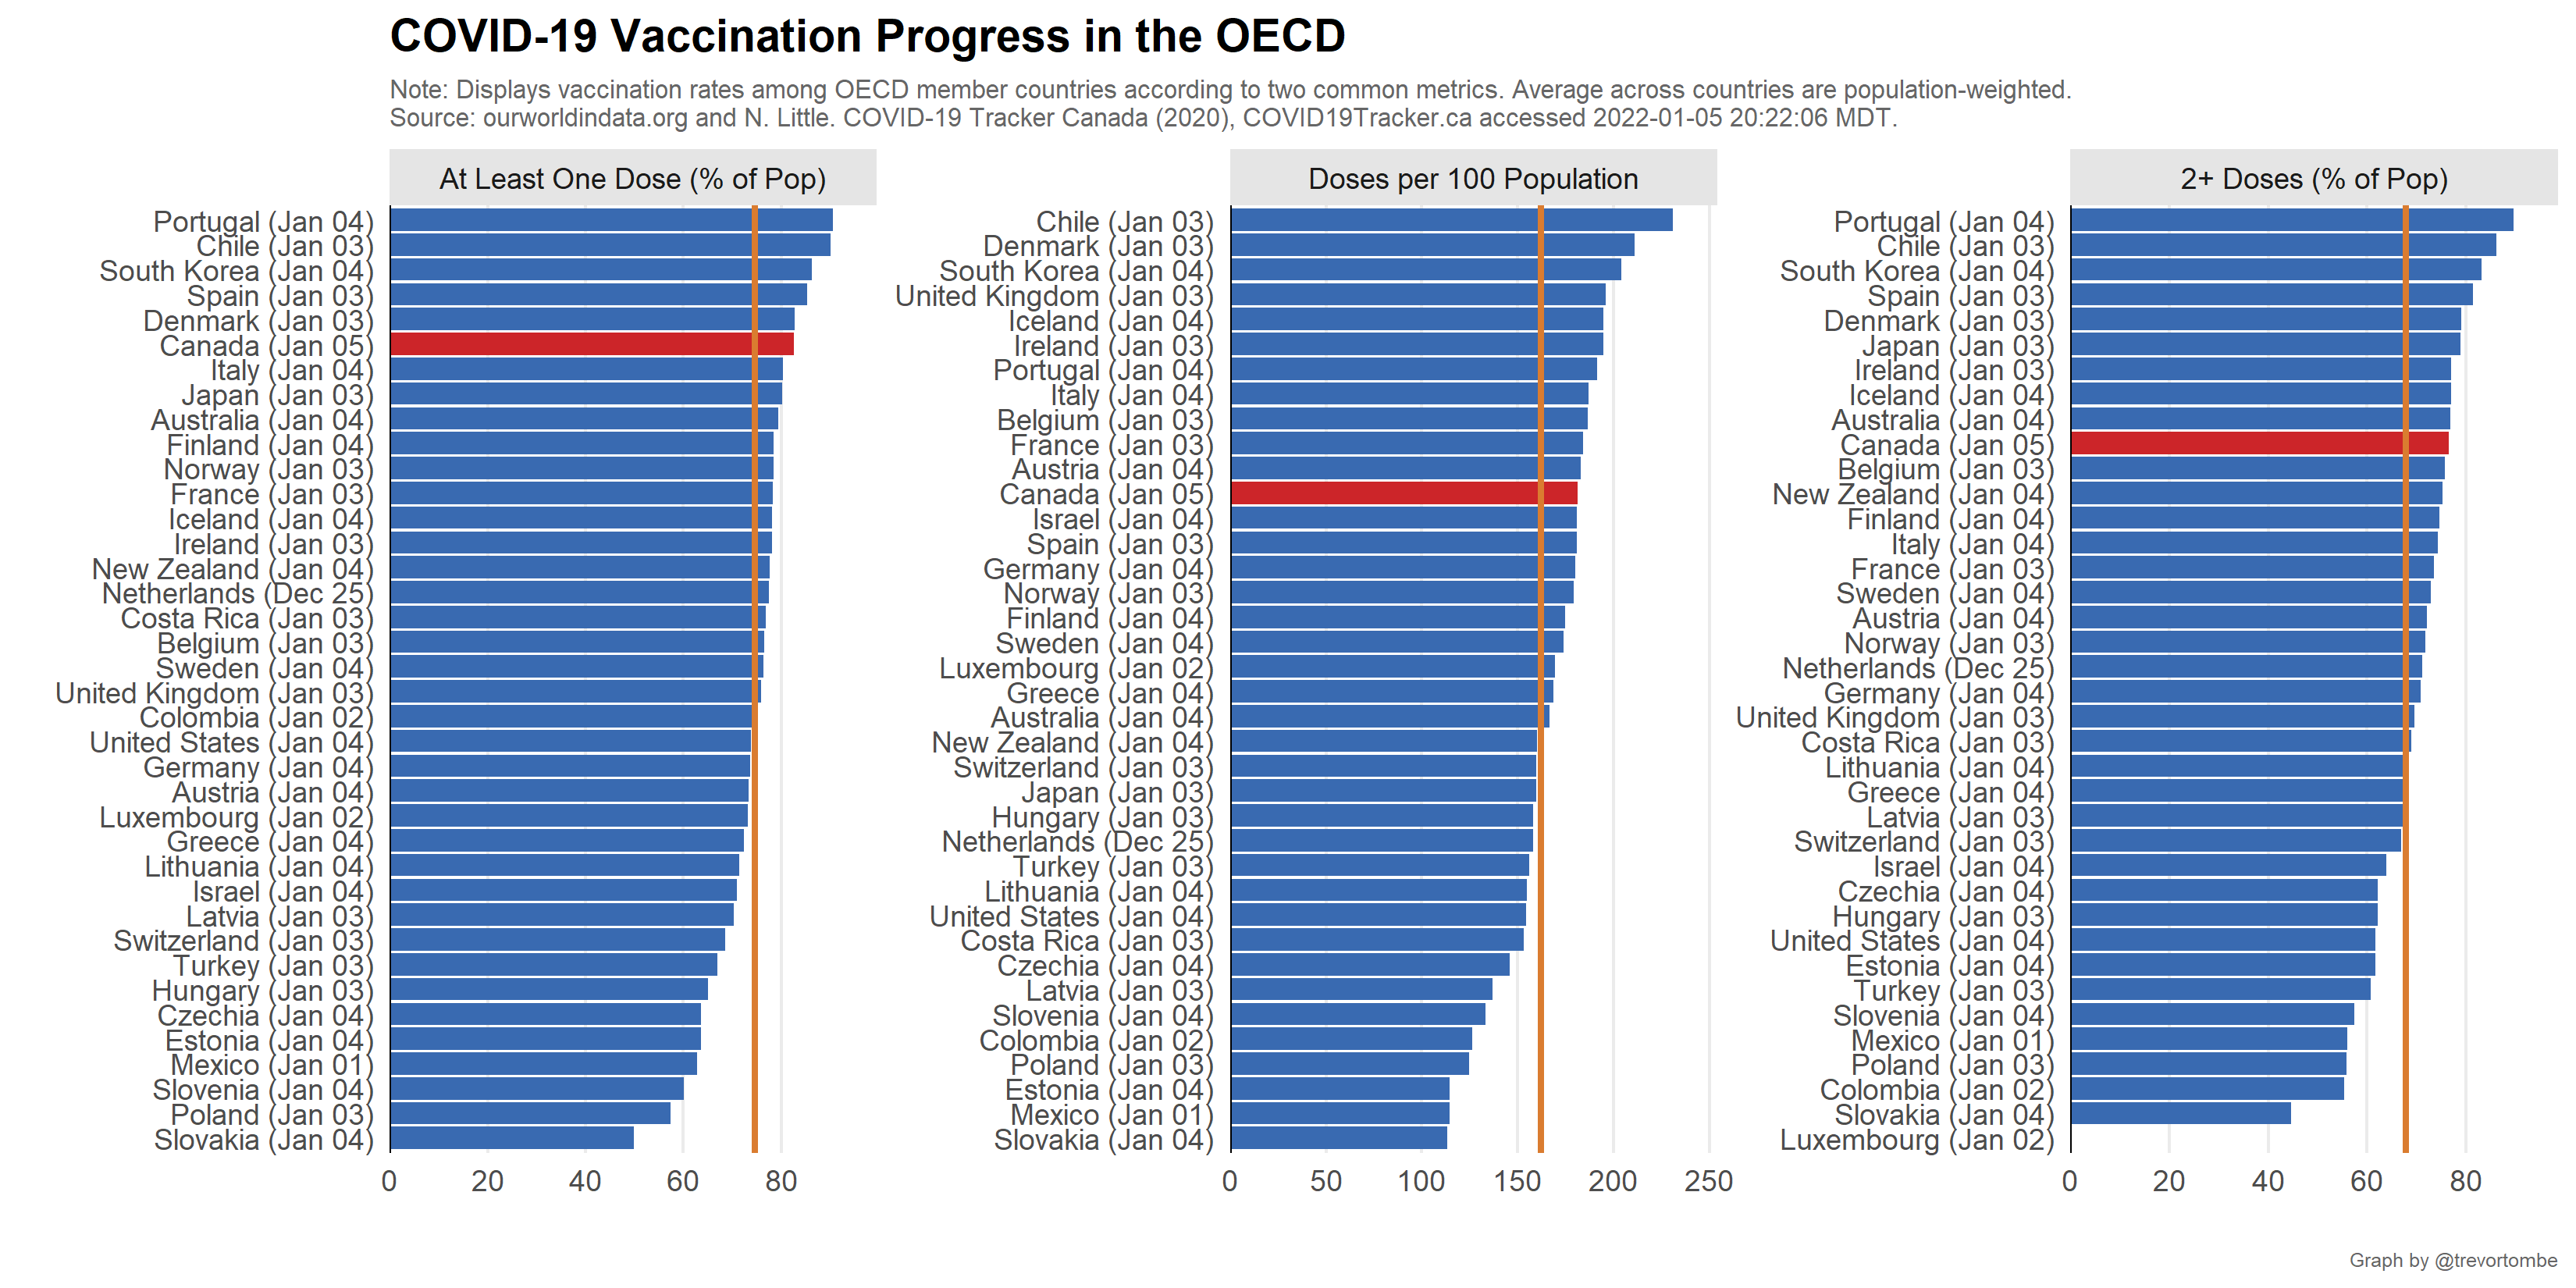 COVID-19 Vaccination Progress in the OECD
Note: Displays vaccination rates among OECD member countries according to two common metrics. Average across countries are population-weighted.
Source: ourworldindata.org and N. Little. COVID-19 Tracker Canada (2020), COVID19Tracker.ca accessed 2022-01-05 20:22:06 MDT.
At Least One Dose (% of Pop)
Portugal (Jan 04)
Chile (Jan 03)
South Korea (Jan 04)
Spain (Jan 03)
Denmark (Jan 03)
Canada (Jan 05)
Italy (Jan 04)
Japan (Jan 03)
Australia (Jan 04)
Finland (Jan 04)
Norway (Jan 03)
France (Jan 03)
Iceland (Jan 04)
Ireland (Jan 03)
New Zealand (Jan 04)
Netherlands (Dec 25)
Costa Rica (Jan 03)
Belgium (Jan 03)
Sweden (Jan 04)
United Kingdom (Jan 03)
Colombia (Jan 02)
United States (Jan 04)
Germany (Jan 04)
Austria (Jan 04)
Luxembourg (Jan 02)
Greece (Jan 04)
Lithuania (Jan 04)
Israel (Jan 04)
Latvia (Jan 03)
Switzerland (Jan 03)
Turkey (Jan 03)
Hungary (Jan 03)
Czechia (Jan 04)
Estonia (Jan 04)
Mexico (Jan 01)
Slovenia (Jan 04)
Poland (Jan 03)
Slovakia (Jan 04)
0 20 40 60 80
Doses per 100 Population
Chile (Jan 03)
Denmark (Jan 03)
South Korea (Jan 04)
United Kingdom (Jan 03)
Iceland (Jan 04)
Ireland (Jan 03)
Portugal (Jan 04)
Italy (Jan 04)
Belgium (Jan 03)
France (Jan 03)
Austria (Jan 04)
Canada (Jan 05)
Israel (Jan 04)
Spain (Jan 03)
Germany (Jan 04)
Norway (Jan 03)
Finland (Jan 04)
Sweden (Jan 04)
Luxembourg (Jan 02)
Greece (Jan 04)
Australia (Jan 04)
New Zealand (Jan 04)
Switzerland (Jan 03)
Japan (Jan 03)
Hungary (Jan 03)
Netherlands (Dec 25)
Turkey (Jan 03)
Lithuania (Jan 04)
United States (Jan 04)
Costa Rica (Jan 03)
Czechia (Jan 04)
Latvia (Jan 03)
Slovenia (Jan 04)
Colombia (Jan 02)
Poland (Jan 03)
Estonia (Jan 04)
Mexico (Jan 01)
Slovakia (Jan 04)
0 50 100 150 200 250
2+ Doses (% of Pop)
Portugal (Jan 04)
Chile (Jan 03)
South Korea (Jan 04)
Spain (Jan 03)
Denmark (Jan 03)
Japan (Jan 03)
Ireland (Jan 03)
Iceland (Jan 04)
Australia (Jan 04)
Canada (Jan 05)
Belgium (Jan 03)
New Zealand (Jan 04)
Finland (Jan 04)
Italy (Jan 04)
France (Jan 03)
Sweden (Jan 04)
Austria (Jan 04)
Norway (Jan 03)
Netherlands (Dec 25)
Germany (Jan 04)
United Kingdom (Jan 03)
Costa Rica (Jan 03)
Lithuania (Jan 04)
Greece (Jan 04)
Latvia (Jan 03)
Switzerland (Jan 03)
Israel (Jan 04)
Czechia (Jan 04)
Hungary (Jan 03)
United States (Jan 04)
Estonia (Jan 04)
Turkey (Jan 03)
Slovenia (Jan 04)
Mexico (Jan 01)
Poland (Jan 03)
Colombia (Jan 02)
Slovakia (Jan 04)
Luxembourg (Jan 02)
0 20 40 60 80
Graph by @trevortombe